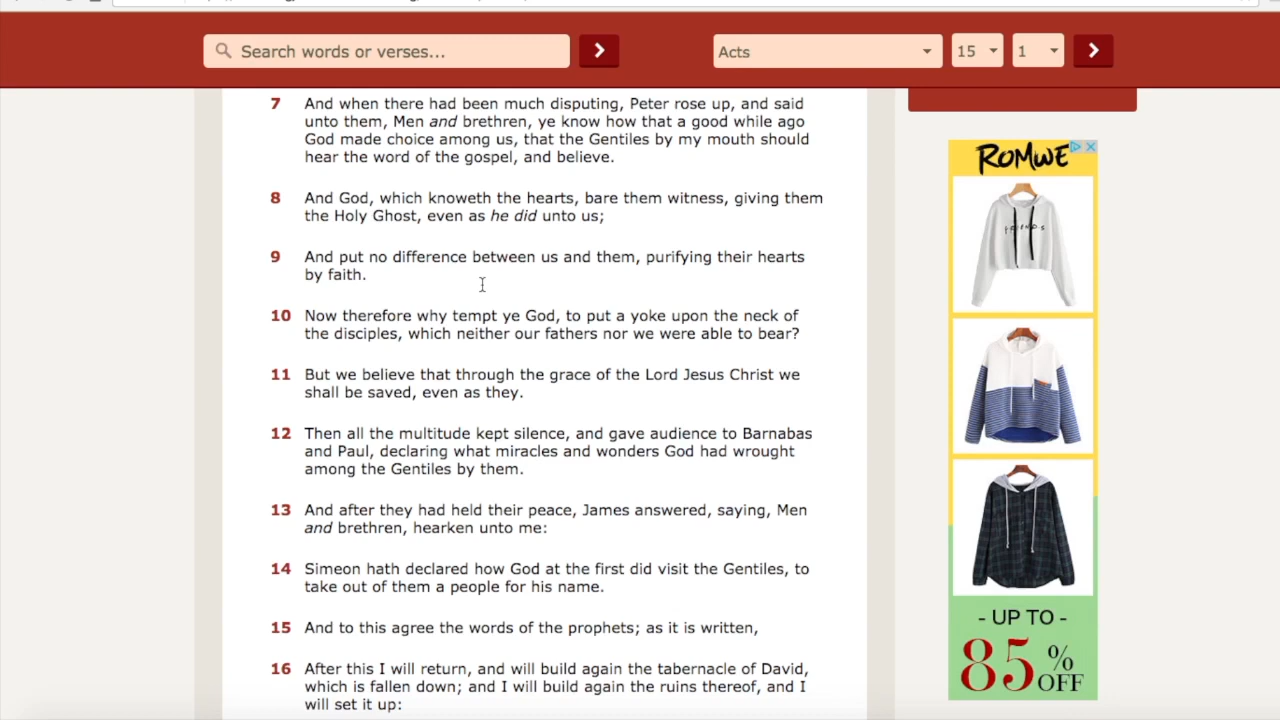 Search words or verses...
Acts
15
1
7 And when there had been much disputing, Peter rose up, and said
unto them, Men and brethren, ye know how that a good while ago
God made choice among us, that the Gentiles by my mouth should
hear the word of the gospel, and believe.
8 And God, which knoweth the hearts, bare them witness, giving them
the Holy Ghost, even as he did unto us;
9 And put no difference between us and them, purifying their hearts
by faith.
10 Now therefore why tempt ye God, to put a yoke upon the neck of
the disciples, which neither our fathers nor we were able to bear?
11 But we believe that through the grace of the Lord Jesus Christ we
shall be saved, even as they.
12 Then all the multitude kept silence, and gave audience to Barnabas
and Paul, declaring what miracles and wonders God had wrought
among the Gentiles by them.
13 And after they had held their peace, James answered, saying, Men
and brethren, hearken unto me:
14 Simeon hath declared how God at the first did visit the Gentiles, to
take out of them a people for his name.
15 And to this agree the words of the prophets; as it is written,
16 After this I will return, and will build again the tabernacle of David,
which is fallen down; and I will build again the ruins thereof, and I
will set it up:
ROMWE
- UP TO -
85% OFF